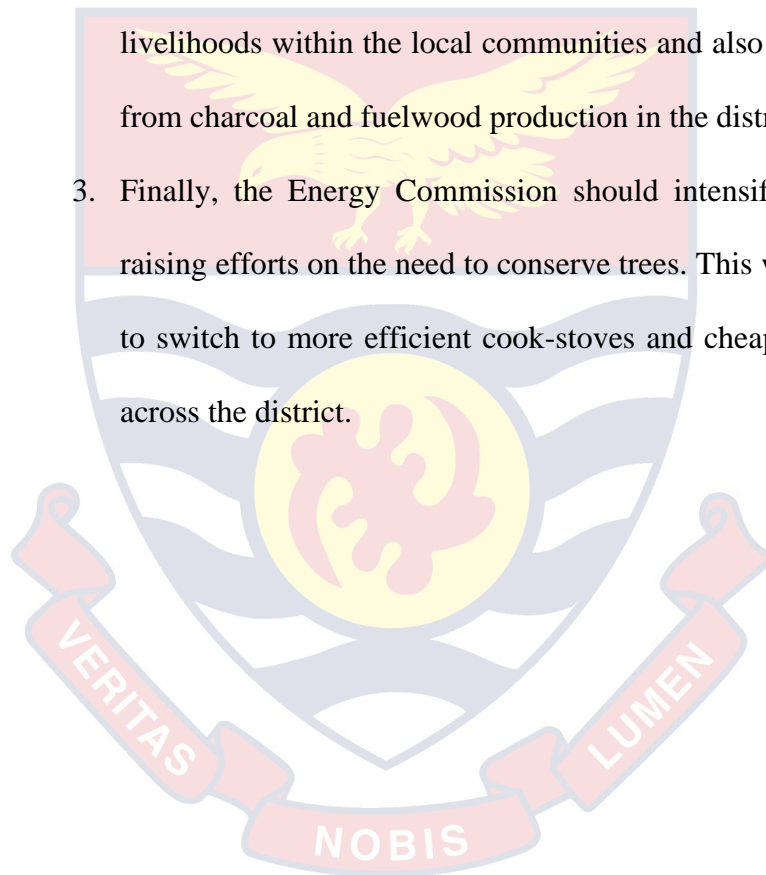 livelihoods within the local communities and also
from charcoal and fuelwood production in the distr
3. Finally, the Energy Commission should intensif
raising efforts on the need to conserve trees. This
to switch to more efficient cook-stoves and cheap
across the district.
VERITAS
NOBIS
LUMEN